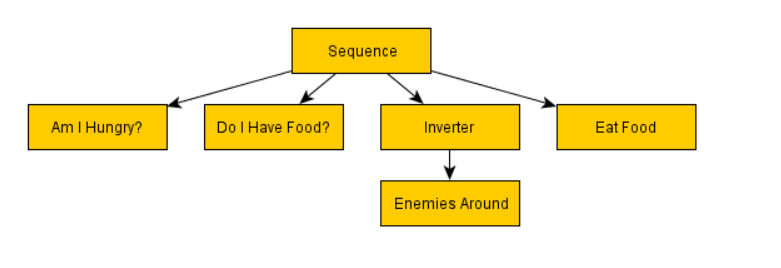 Sequence
Am I Hungry?
Do I Have Food?
Inverter
Eat Food
Enemies Around